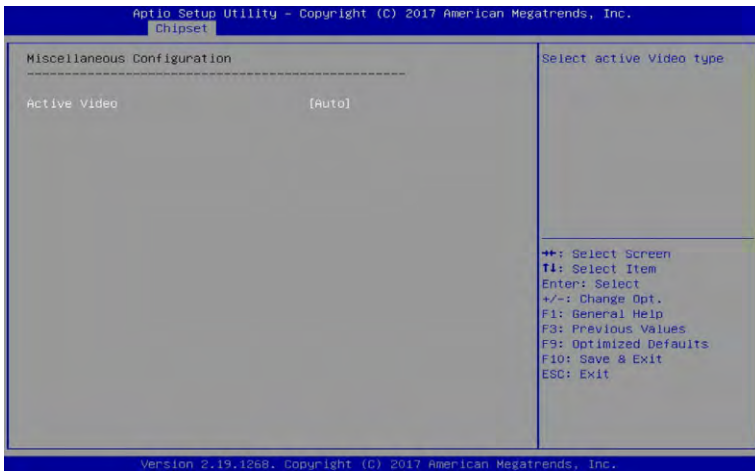 Aptio Setup Utility – Copyright (C) 2017 American Megatrends, Inc.
Chipset
Miscellaneous Configuration
Active Video [Auto]
Select active Video type
→←: Select Screen
↑↓: Select Item
Enter: Select
+/-: Change Opt.
F1: General Help
F3: Previous Values
F9: Optimized Defaults
F10: Save & Exit
ESC: Exit
Version 2.19.1268. Copyright (C) 2017 American Megatrends, Inc.